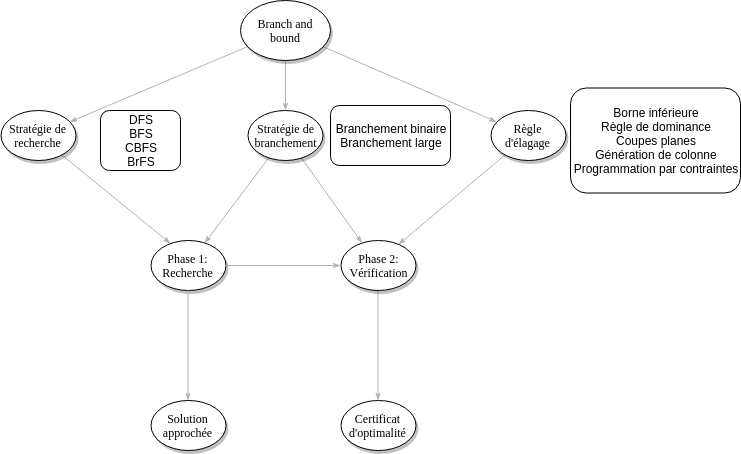 Branch and
bound
Stratégie de
recherche
DFS
BFS
CBFS
BrFS
Stratégie de
branchement
Branchement binaire
Branchement large
Règle
d'élagage
Borne inférieure
Règle de dominance
Coupes planes
Génération de colonne
Programmation par contraintes
Phase 1:
Recherche
Phase 2:
Vérification
Solution
approchée
Certificat
d'optimalité